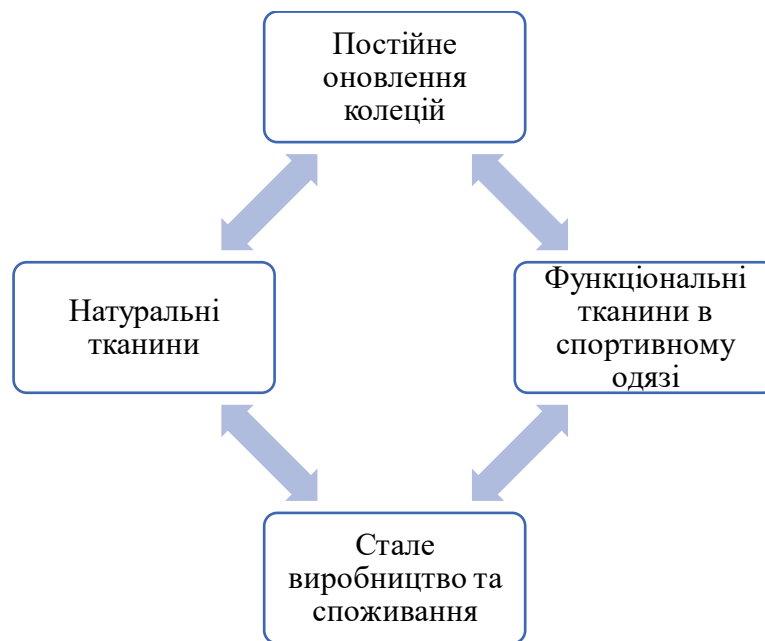 Постійне
оновлення
колецій
Натуральні
тканини
Функціональні
тканини в
спортивному
одязі
Стале
виробництво та
споживання